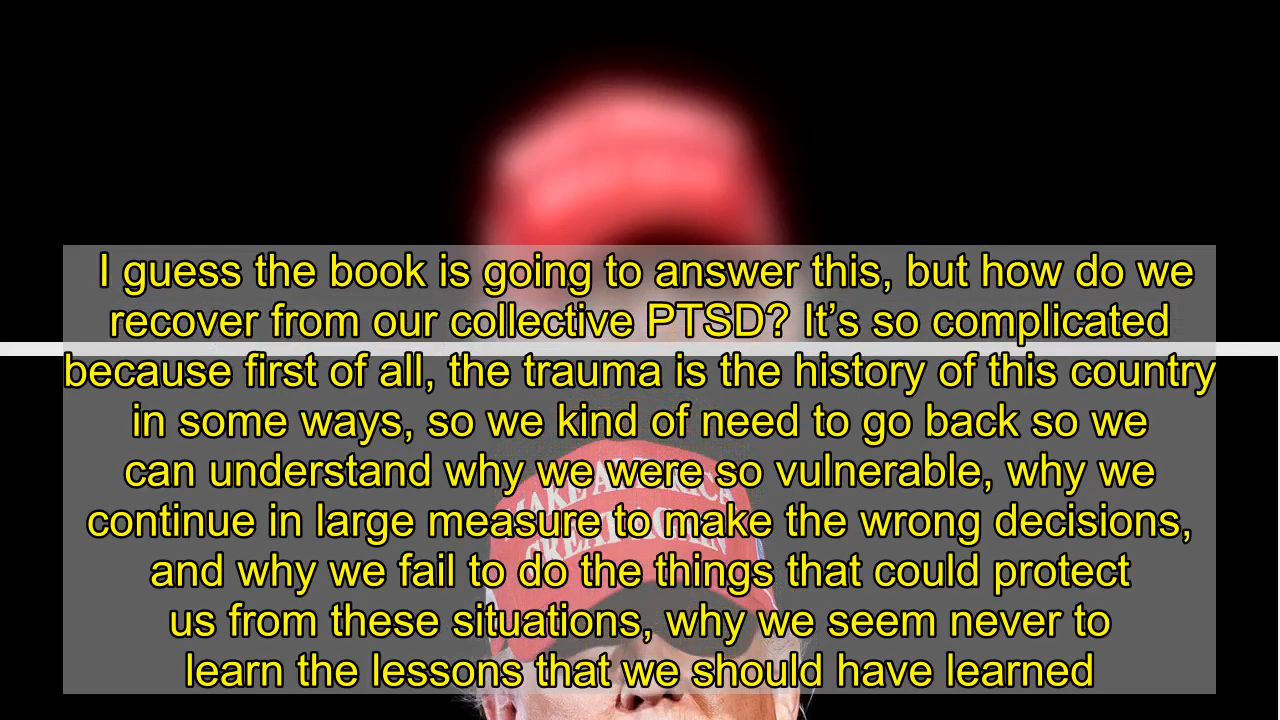 I guess the book is going to answer this, but how do we
recover from our collective PTSD? It’s so complicated
because first of all, the trauma is the history of this country
in some ways, so we kind of need to go back so we
can understand why we were so vulnerable, why we
continue in large measure to make the wrong decisions,
and why we fail to do the things that could protect
us from these situations, why we seem never to
learn the lessons that we should have learned
MAKE AMERICA
GREAT AGAIN